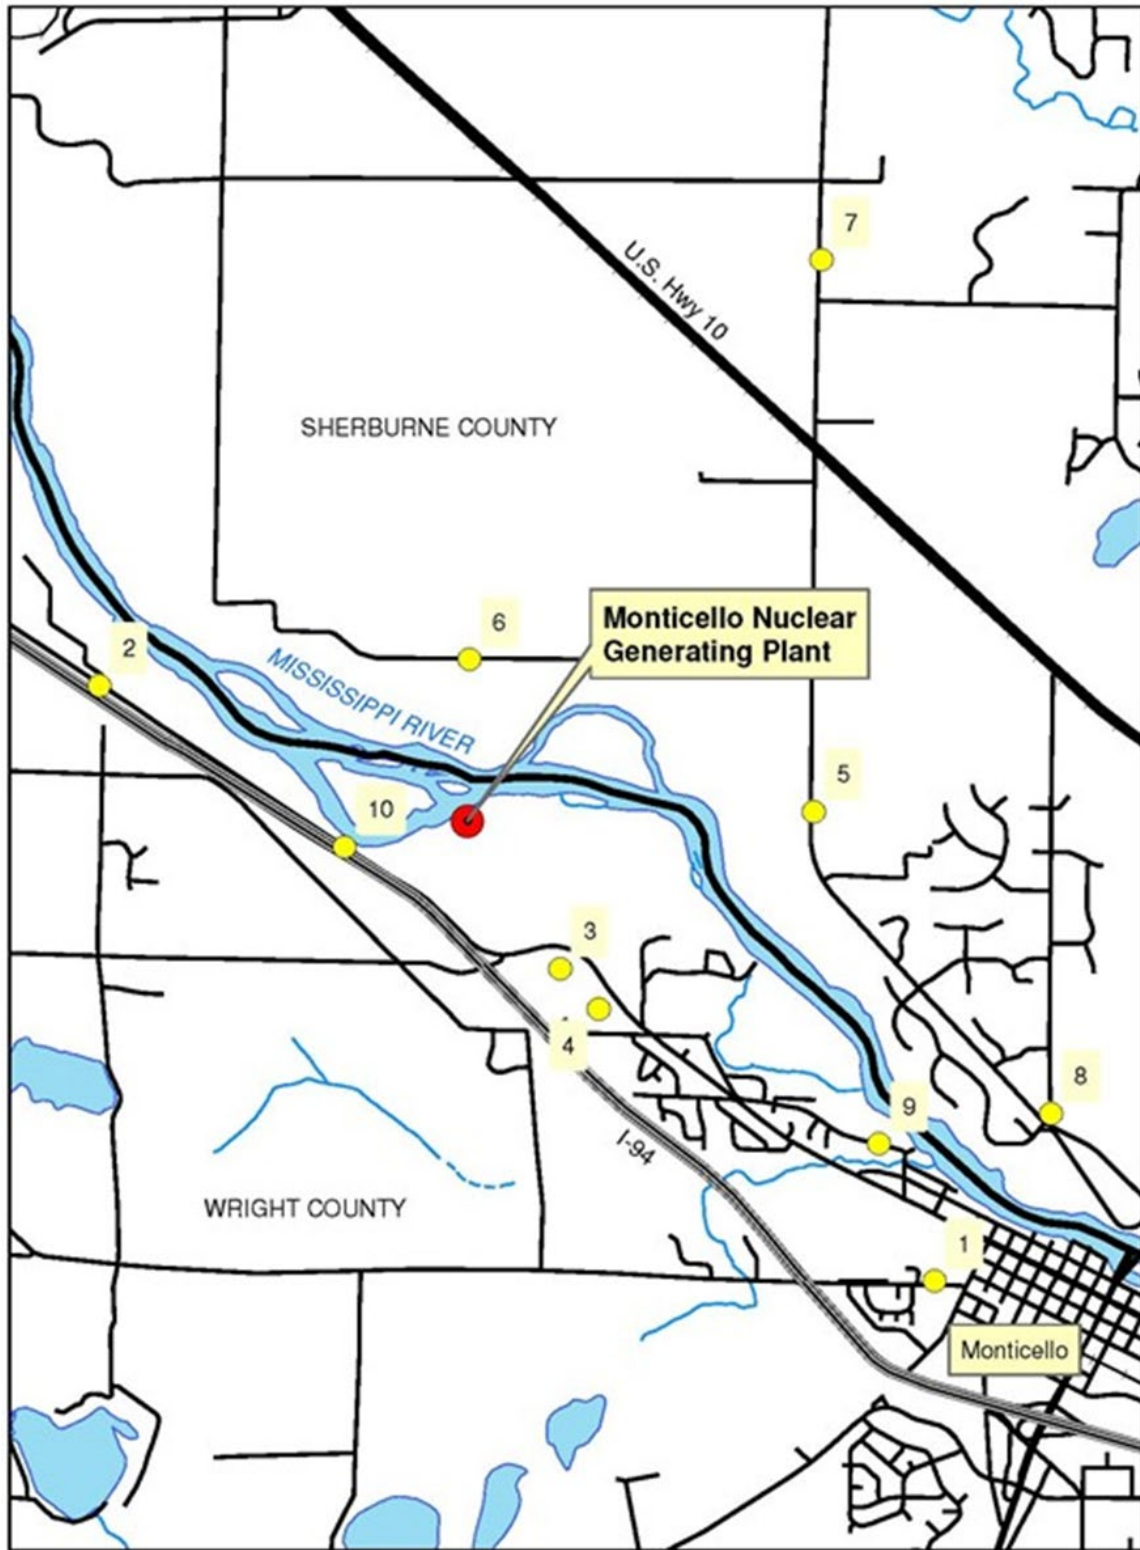 7
U.S. Hwy 10
SHERBURNE COUNTY
6
Monticello Nuclear
Generating Plant
2
MISSISSIPPI RIVER
5
10
3
4
8
9
I-94
WRIGHT COUNTY
1
Monticello